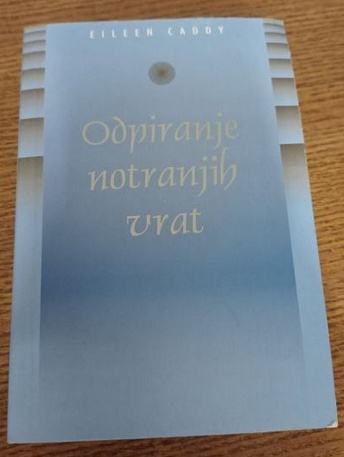 EILEEN CADDY
Odpiranje
notranjih
vrat